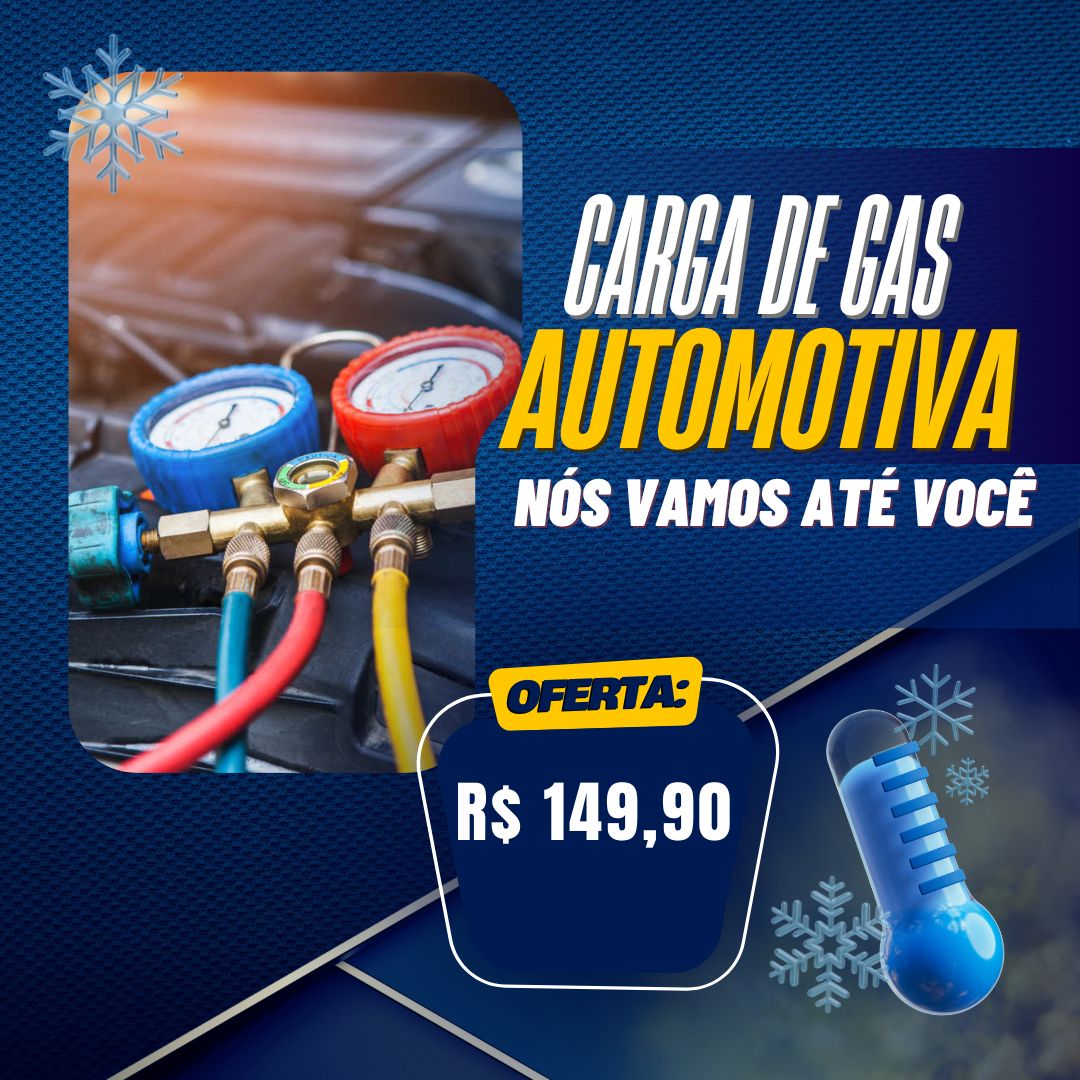 CARGA DE GAS
AUTOMOTIVA
NÓS VAMOS ATÉ VOCÊ
OFERTA:
R$ 149,90